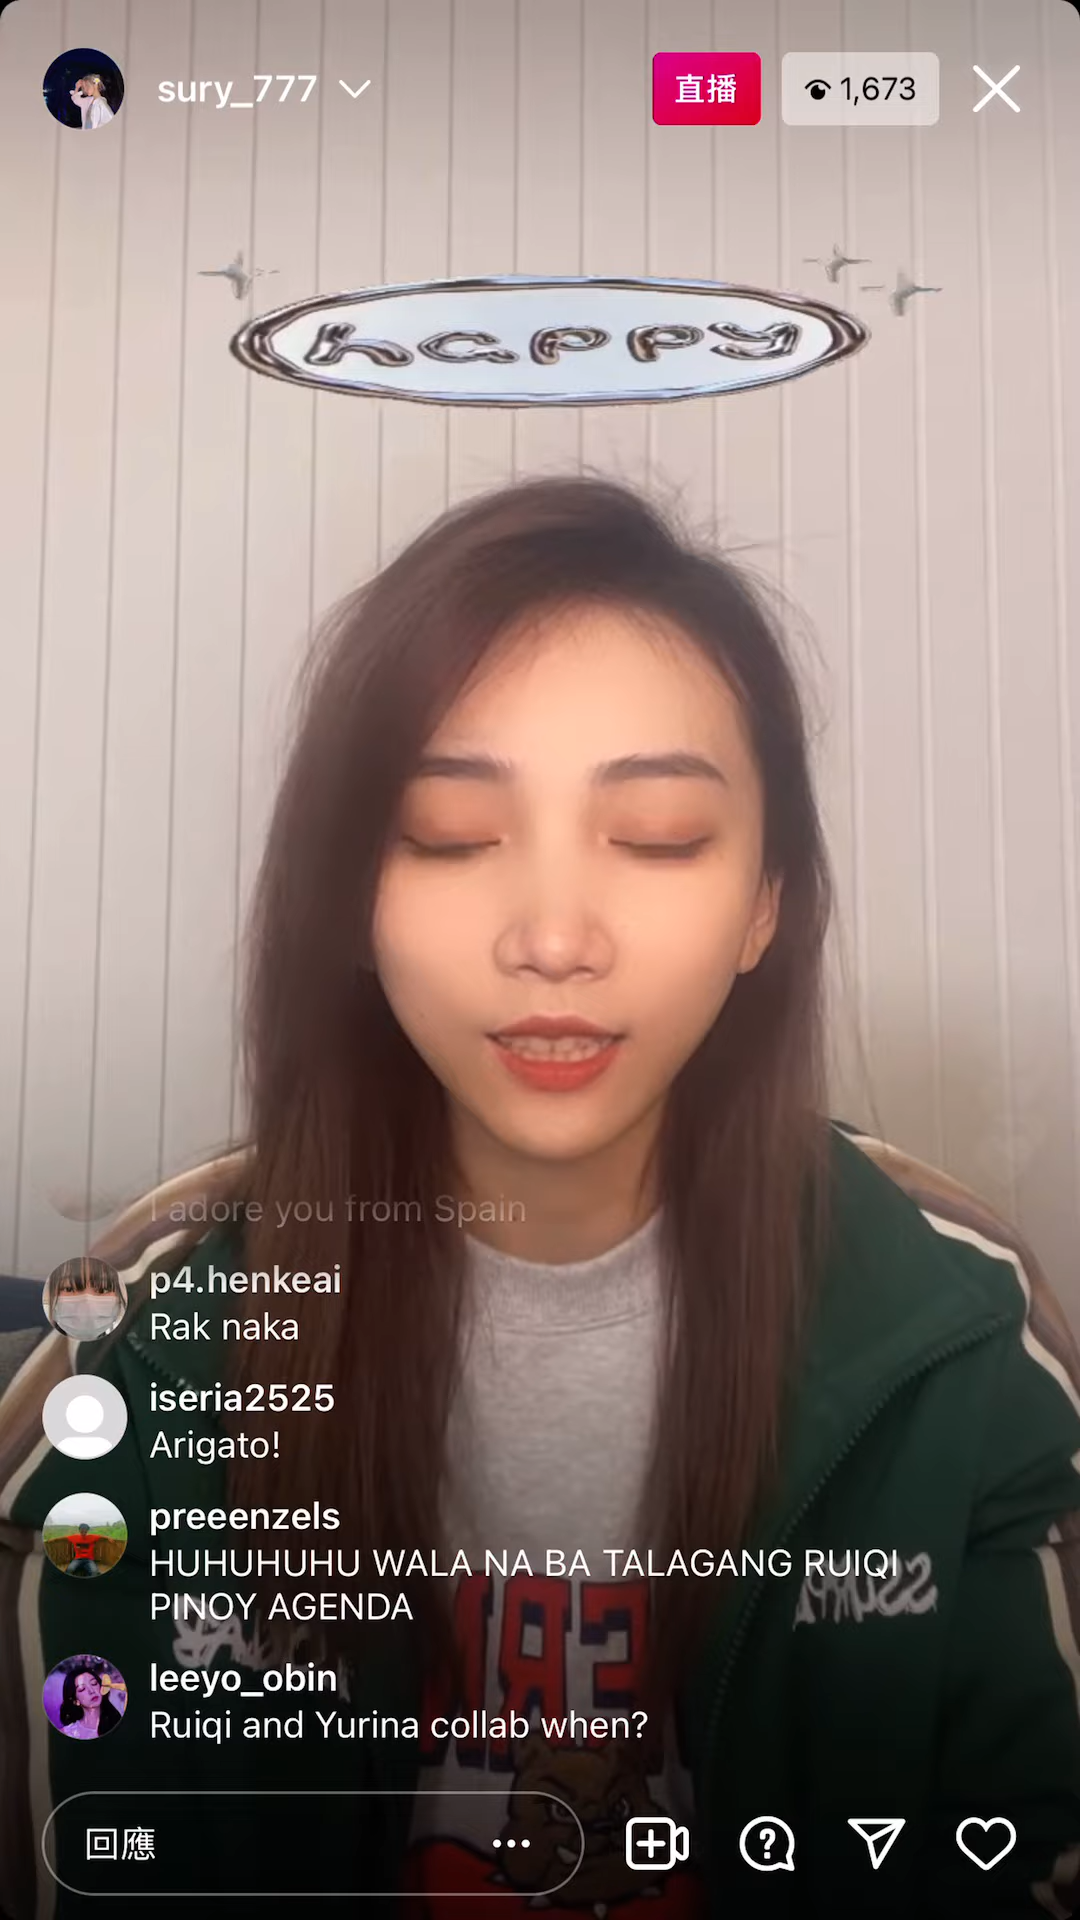 sury_777
直播
1,673
happy
I adore you from Spain
p4.henkeai
Rak naka
iseria2525
Arigato!
preeenzels
HUHUHUHU WALA NA BA TALAGANG RUIQI
PINOY AGENDA
leeyo_obin
Ruiqi and Yurina collab when?
回應